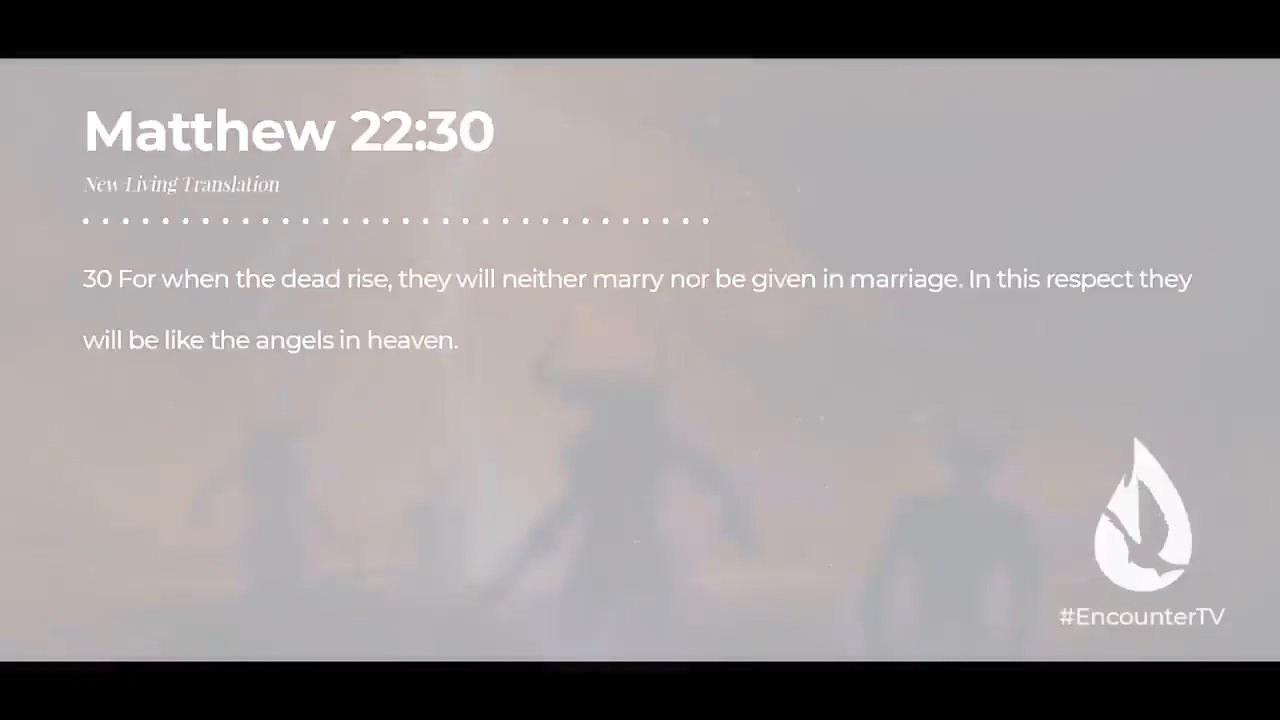 Matthew 22:30
New Living Translation
30 For when the dead rise, they will neither marry nor be given in marriage. In this respect they
will be like the angels in heaven.
#EncounterTV